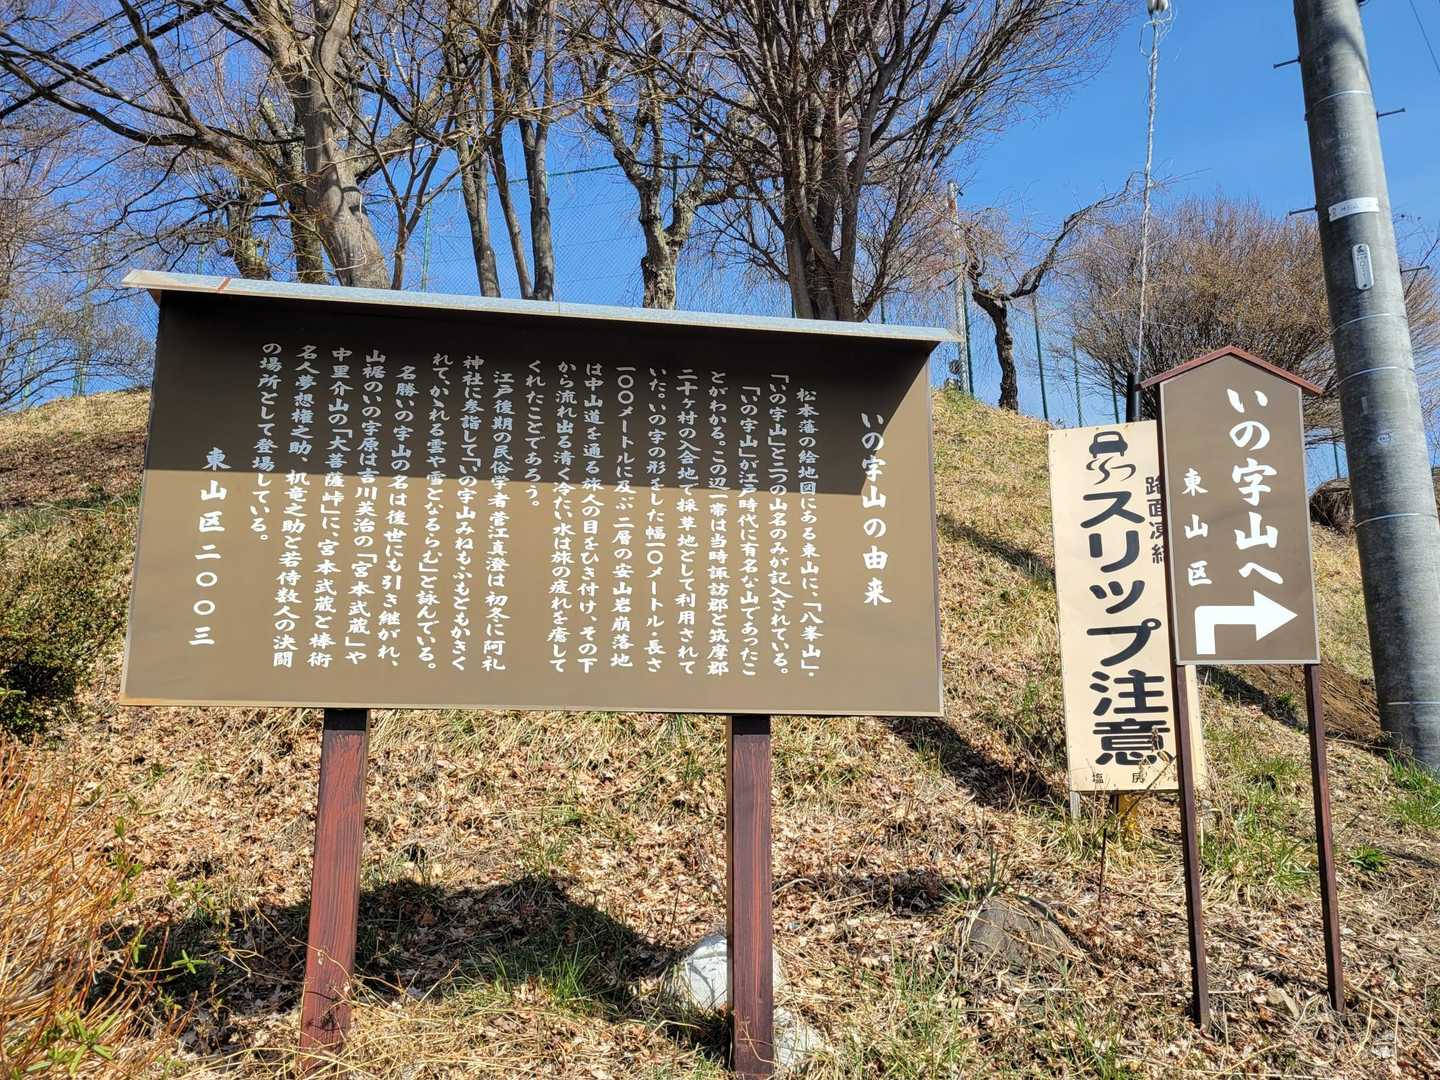 いの字山の由来
松本藩の絵地図にある東山に、「八峯山」・
「いの字山」と二つの山名のみが記入されている。
「いの字山」が江戸時代に有名な山であったこ
とがわかる。この辺一帯は当時諏訪郡と筑摩郡
二十ヶ村の入会地で採草地として利用されて
いた。いの字の形をした幅一〇メートル・長さ
一〇〇メートルに及ぶ二層の安山岩崩落地
は中山道を通る旅人の目をひき付け、その下
から流れ出る清く冷たい水は旅の疲れを癒して
くれたことであろう。
江戸後期の民俗学者菅江真澄は初冬に阿礼
神社に参詣して「いの字山みねもふもともかきく
れてかゝれる雲や雪となるらむ」と詠んでいる。
名勝いの字山の名は後世にも引き継がれ、
山裾のいの字原は吉川英治の「宮本武蔵」や
中里介山の「大菩薩峠」に、宮本武蔵と棒術
名人夢想権之助、机竜之助と若侍数人の決闘
の場所として登場している。
東山区二〇〇三
路面凍結
スリップ注意
塩尻
いの字山へ
東山区